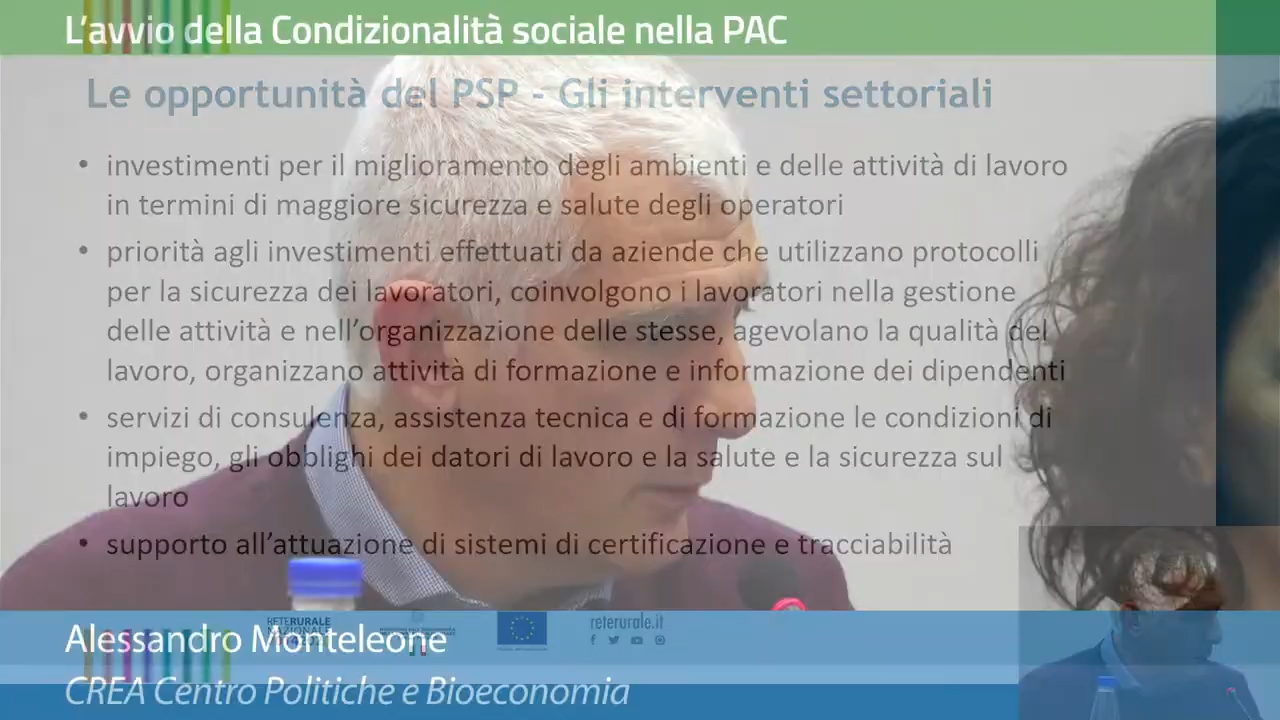 L'avvio della Condizionalità sociale nella PAC
Le opportunità del PSP - Gli interventi settoriali
• investimenti per il miglioramento degli ambienti e delle attività di lavoro
in termini di maggiore sicurezza e salute degli operatori
• priorità agli investimenti effettuati da aziende che utilizzano protocolli
per la sicurezza dei lavoratori, coinvolgono i lavoratori nella gestione
delle attività e nell'organizzazione delle stesse, agevolano la qualità del
lavoro, organizzano attività di formazione e informazione dei dipendenti
• servizi di consulenza, assistenza tecnica e di formazione le condizioni di
impiego, gli obblighi dei datori di lavoro e la salute e la sicurezza sul
lavoro
• supporto all'attuazione di sistemi di certificazione e tracciabilità
RETERURALE
NAZIONALE
reterurale.it
Alessandro Monteleone
CREA Centro Politiche e Bioeconomia